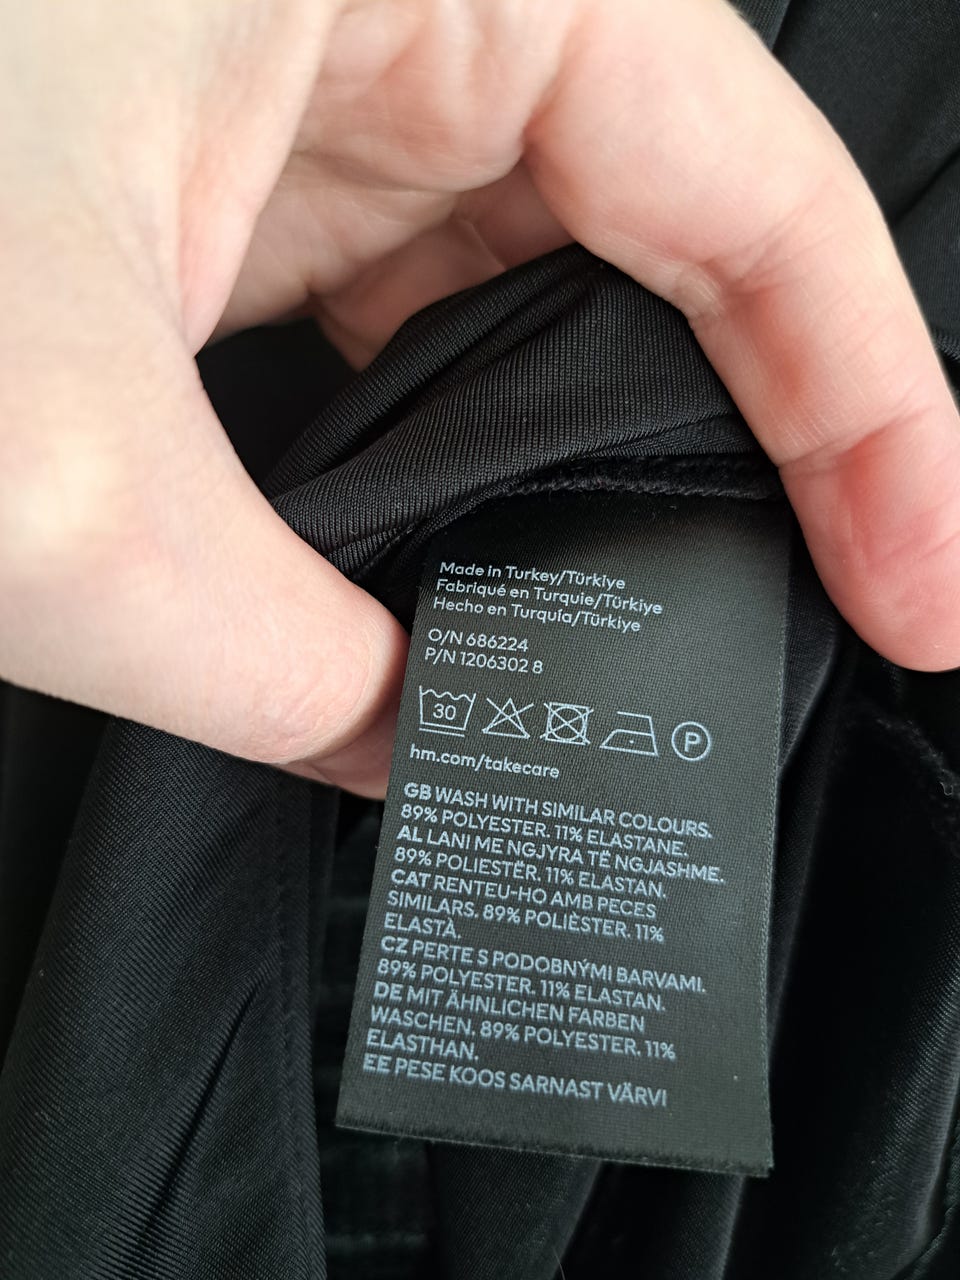 Made in Turkey/Türkiye
Fabriqué en Turquie/Türkiye
Hecho en Turquía/Türkiye
O/N 686224
P/N 1206302 8
30 P
hm.com/takecare
GB WASH WITH SIMILAR COLOURS.
89% POLYESTER. 11% ELASTANE.
AL LANI ME NGJYRA TË NGJASHME.
89% POLIESTËR. 11% ELASTAN.
CAT RENTEU-HO AMB PECES
SIMILARS. 89% POLIÈSTER. 11%
ELASTÀ.
CZ PERTE S PODOBNÝMI BARVAMI.
89% POLYESTER. 11% ELASTAN.
DE MIT ÄHNLICHEN FARBEN
WASCHEN. 89% POLYESTER. 11%
ELASTHAN.
EE PESE KOOS SARNAST VÄRVI